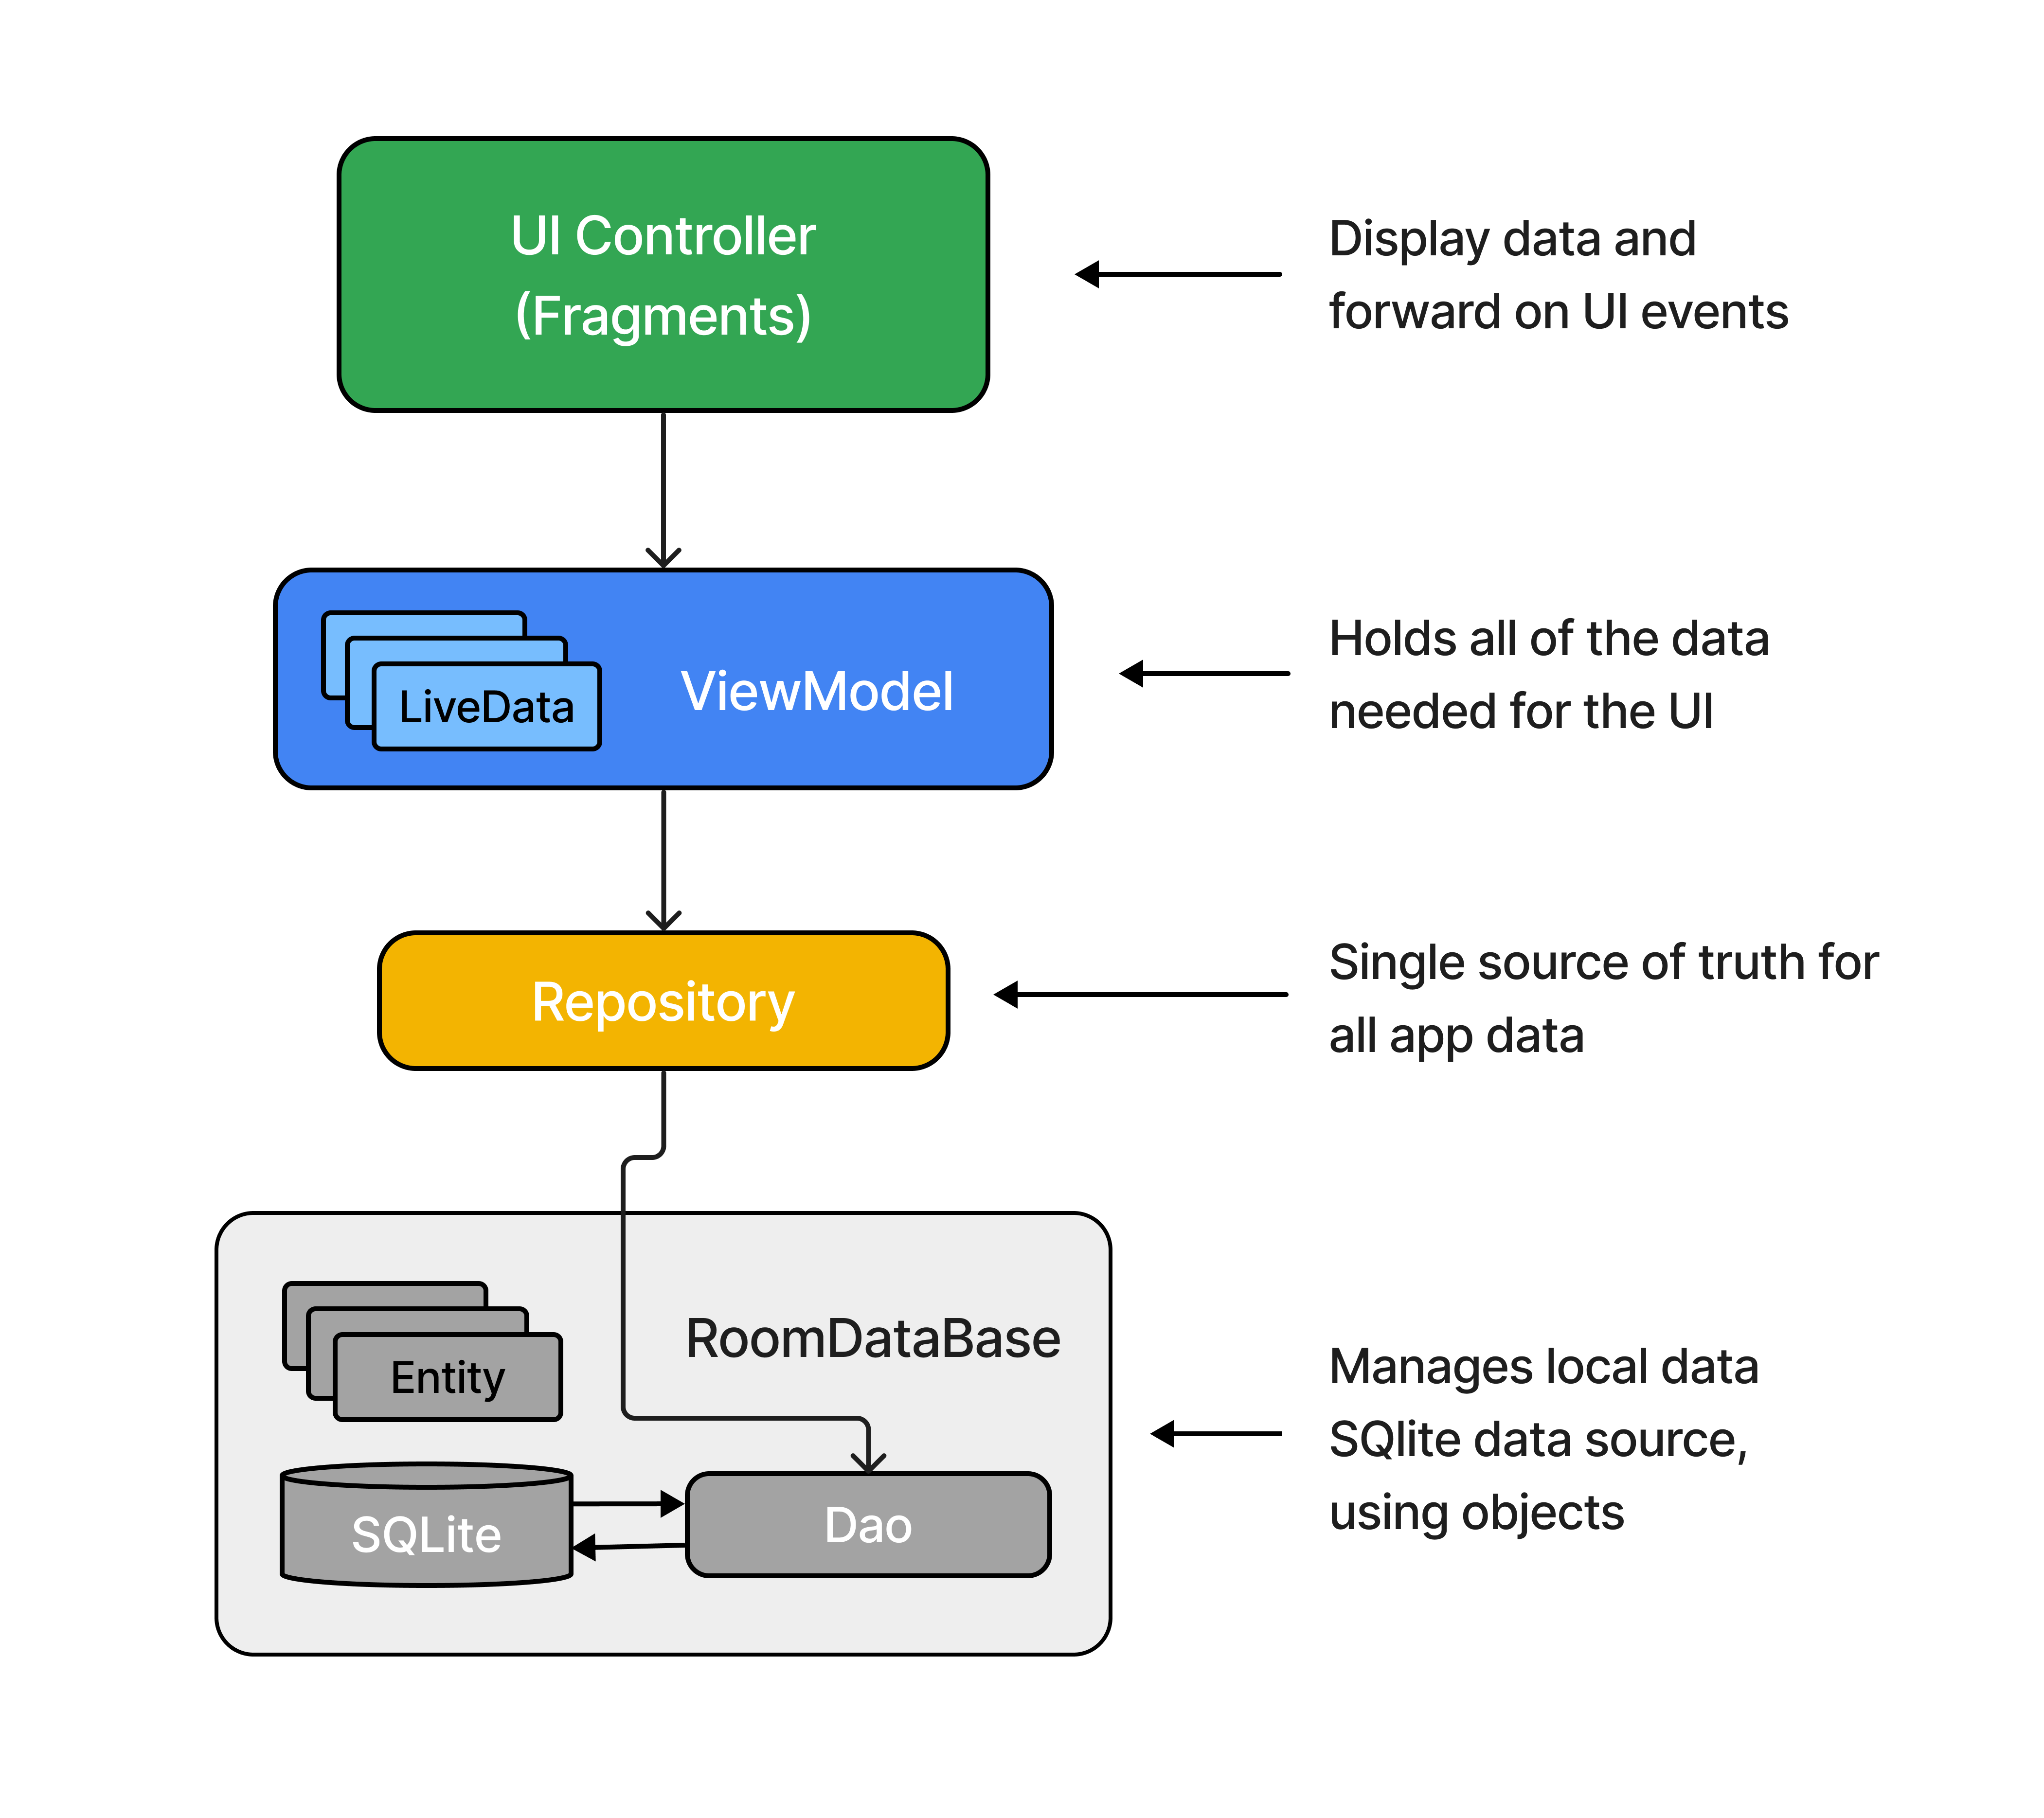 UI Controller
(Fragments)
Display data and
forward on UI events
LiveData
ViewModel
Holds all of the data
needed for the UI
Repository
Single source of truth for
all app data
RoomDataBase
Entity
SQLite
Dao
Manages local data
SQlite data source,
using objects